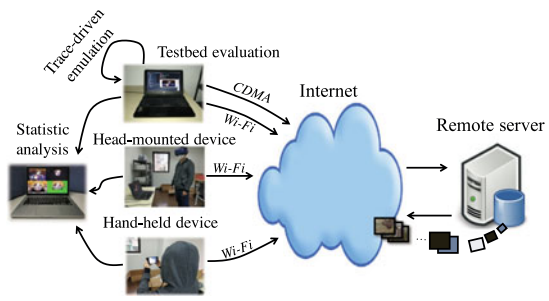 Trace-driven
emulation
Testbed evaluation
CDMA
Wi-Fi
Internet
Remote server
Statistic
analysis
Head-mounted device
Wi-Fi
Hand-held device
Wi-Fi
...